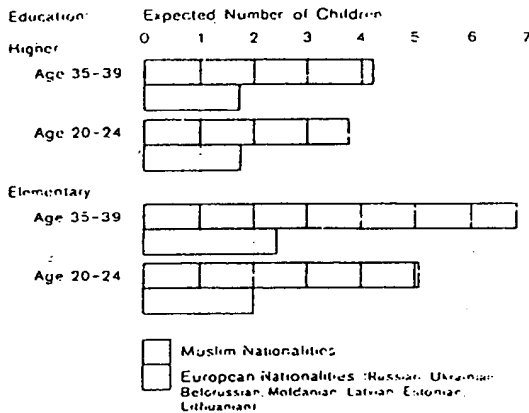 Education: Expected Number of Children
0 1 2 3 4 5 6 7
Higher
Age 35-39
Age 20-24
Elementary
Age 35-39
Age 20-24
Muslim Nationalities
European Nationalities (Russian, Ukrainian,
Belorussian, Moldanian, Latvian, Estonian,
Lithuanian)